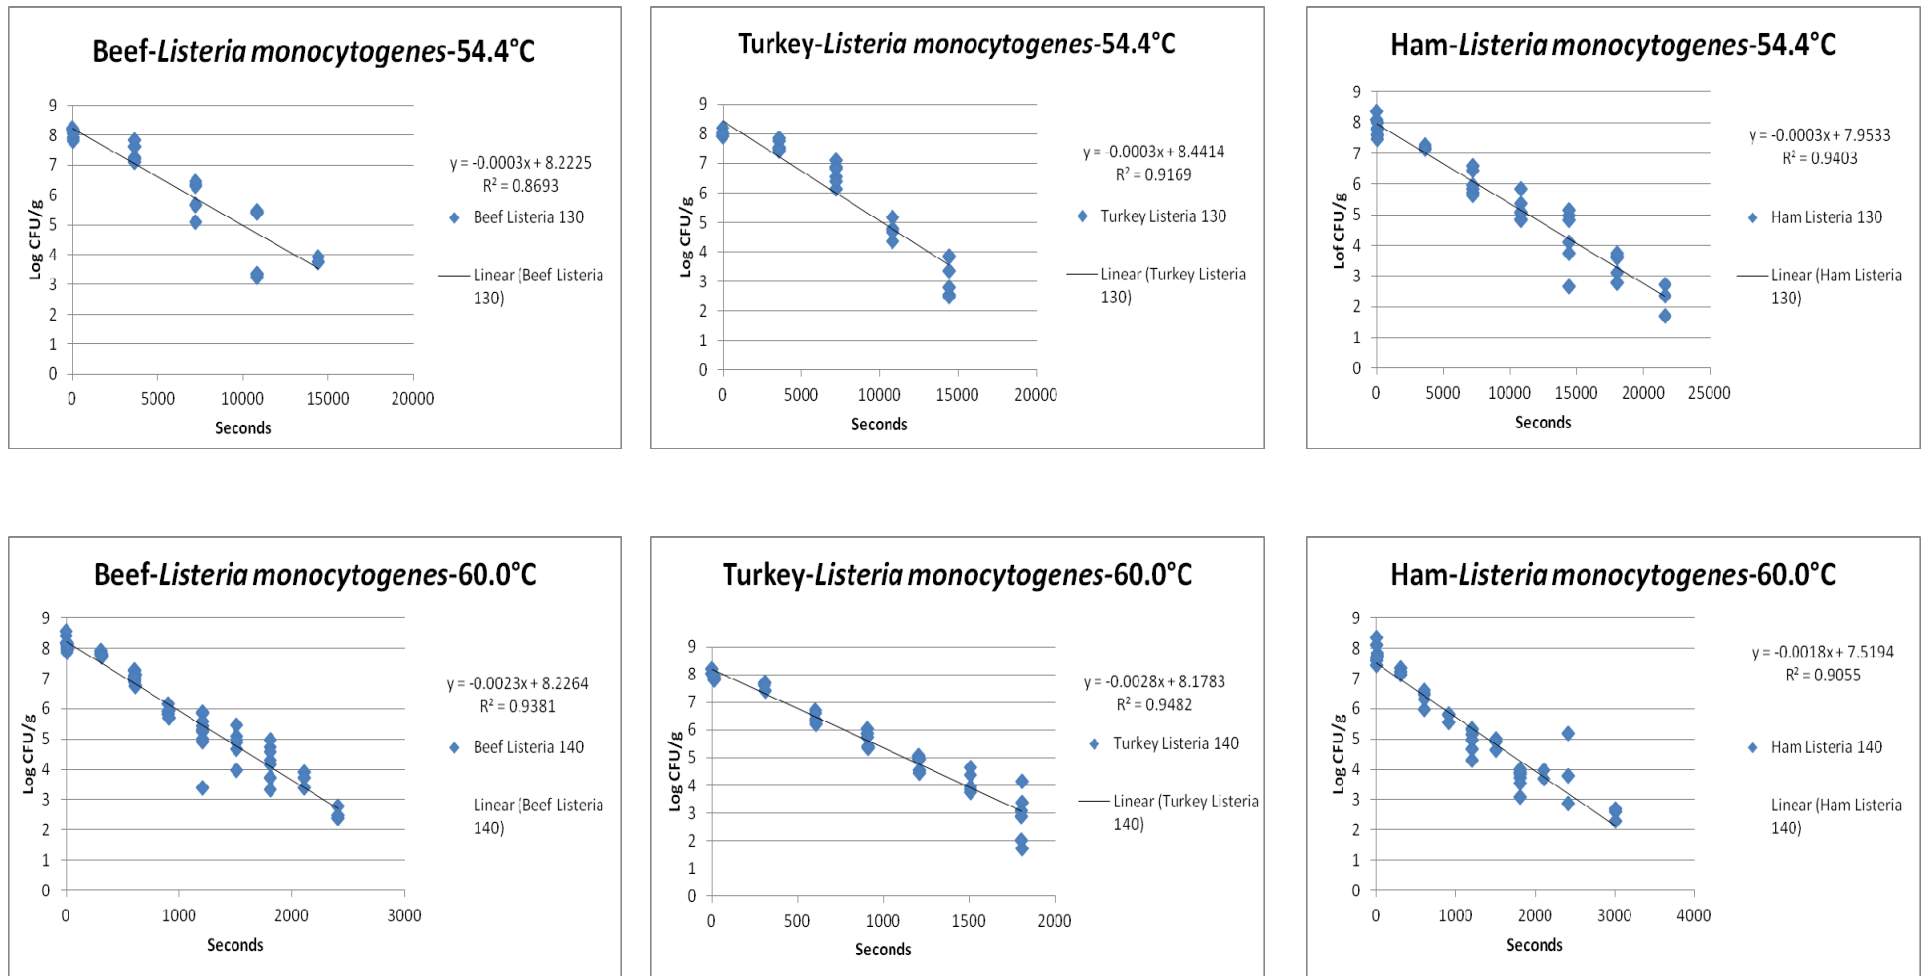 Beef-Listeria monocytogenes-54.4°C
9
8
7
6
5
4
3
2
1
0
Log CFU/g
0 5000 10000 15000 20000
Seconds
y = -0.0003x + 8.2225
R² = 0.8693
Beef Listeria 130
Linear (Beef Listeria
130)
Turkey-Listeria monocytogenes-54.4°C
9
8
7
6
5
4
3
2
1
0
Log CFU/g
0 5000 10000 15000 20000
Seconds
y = -0.0003x + 8.4414
R² = 0.9169
Turkey Listeria 130
Linear (Turkey Listeria
130)
Ham-Listeria monocytogenes-54.4°C
9
8
7
6
5
4
3
2
1
0
Lof CFU/g
0 5000 10000 15000 20000 25000
Seconds
y = -0.0003x + 7.9533
R² = 0.9403
Ham Listeria 130
Linear (Ham Listeria
130)
Beef-Listeria monocytogenes-60.0°C
9
8
7
6
5
4
3
2
1
0
Log CFU/g
0 1000 2000 3000
Seconds
y = -0.0023x + 8.2264
R² = 0.9381
Beef Listeria 140
Linear (Beef Listeria
140)
Turkey-Listeria monocytogenes-60.0°C
9
8
7
6
5
4
3
2
1
0
Log CFU/g
0 500 1000 1500 2000
Seconds
y = -0.0028x + 8.1783
R² = 0.9482
Turkey Listeria 140
Linear (Turkey Listeria
140)
Ham-Listeria monocytogenes-60.0°C
9
8
7
6
5
4
3
2
1
0
Log CFU/g
0 1000 2000 3000 4000
Seconds
y = -0.0018x + 7.5194
R² = 0.9055
Ham Listeria 140
Linear (Ham Listeria
140)